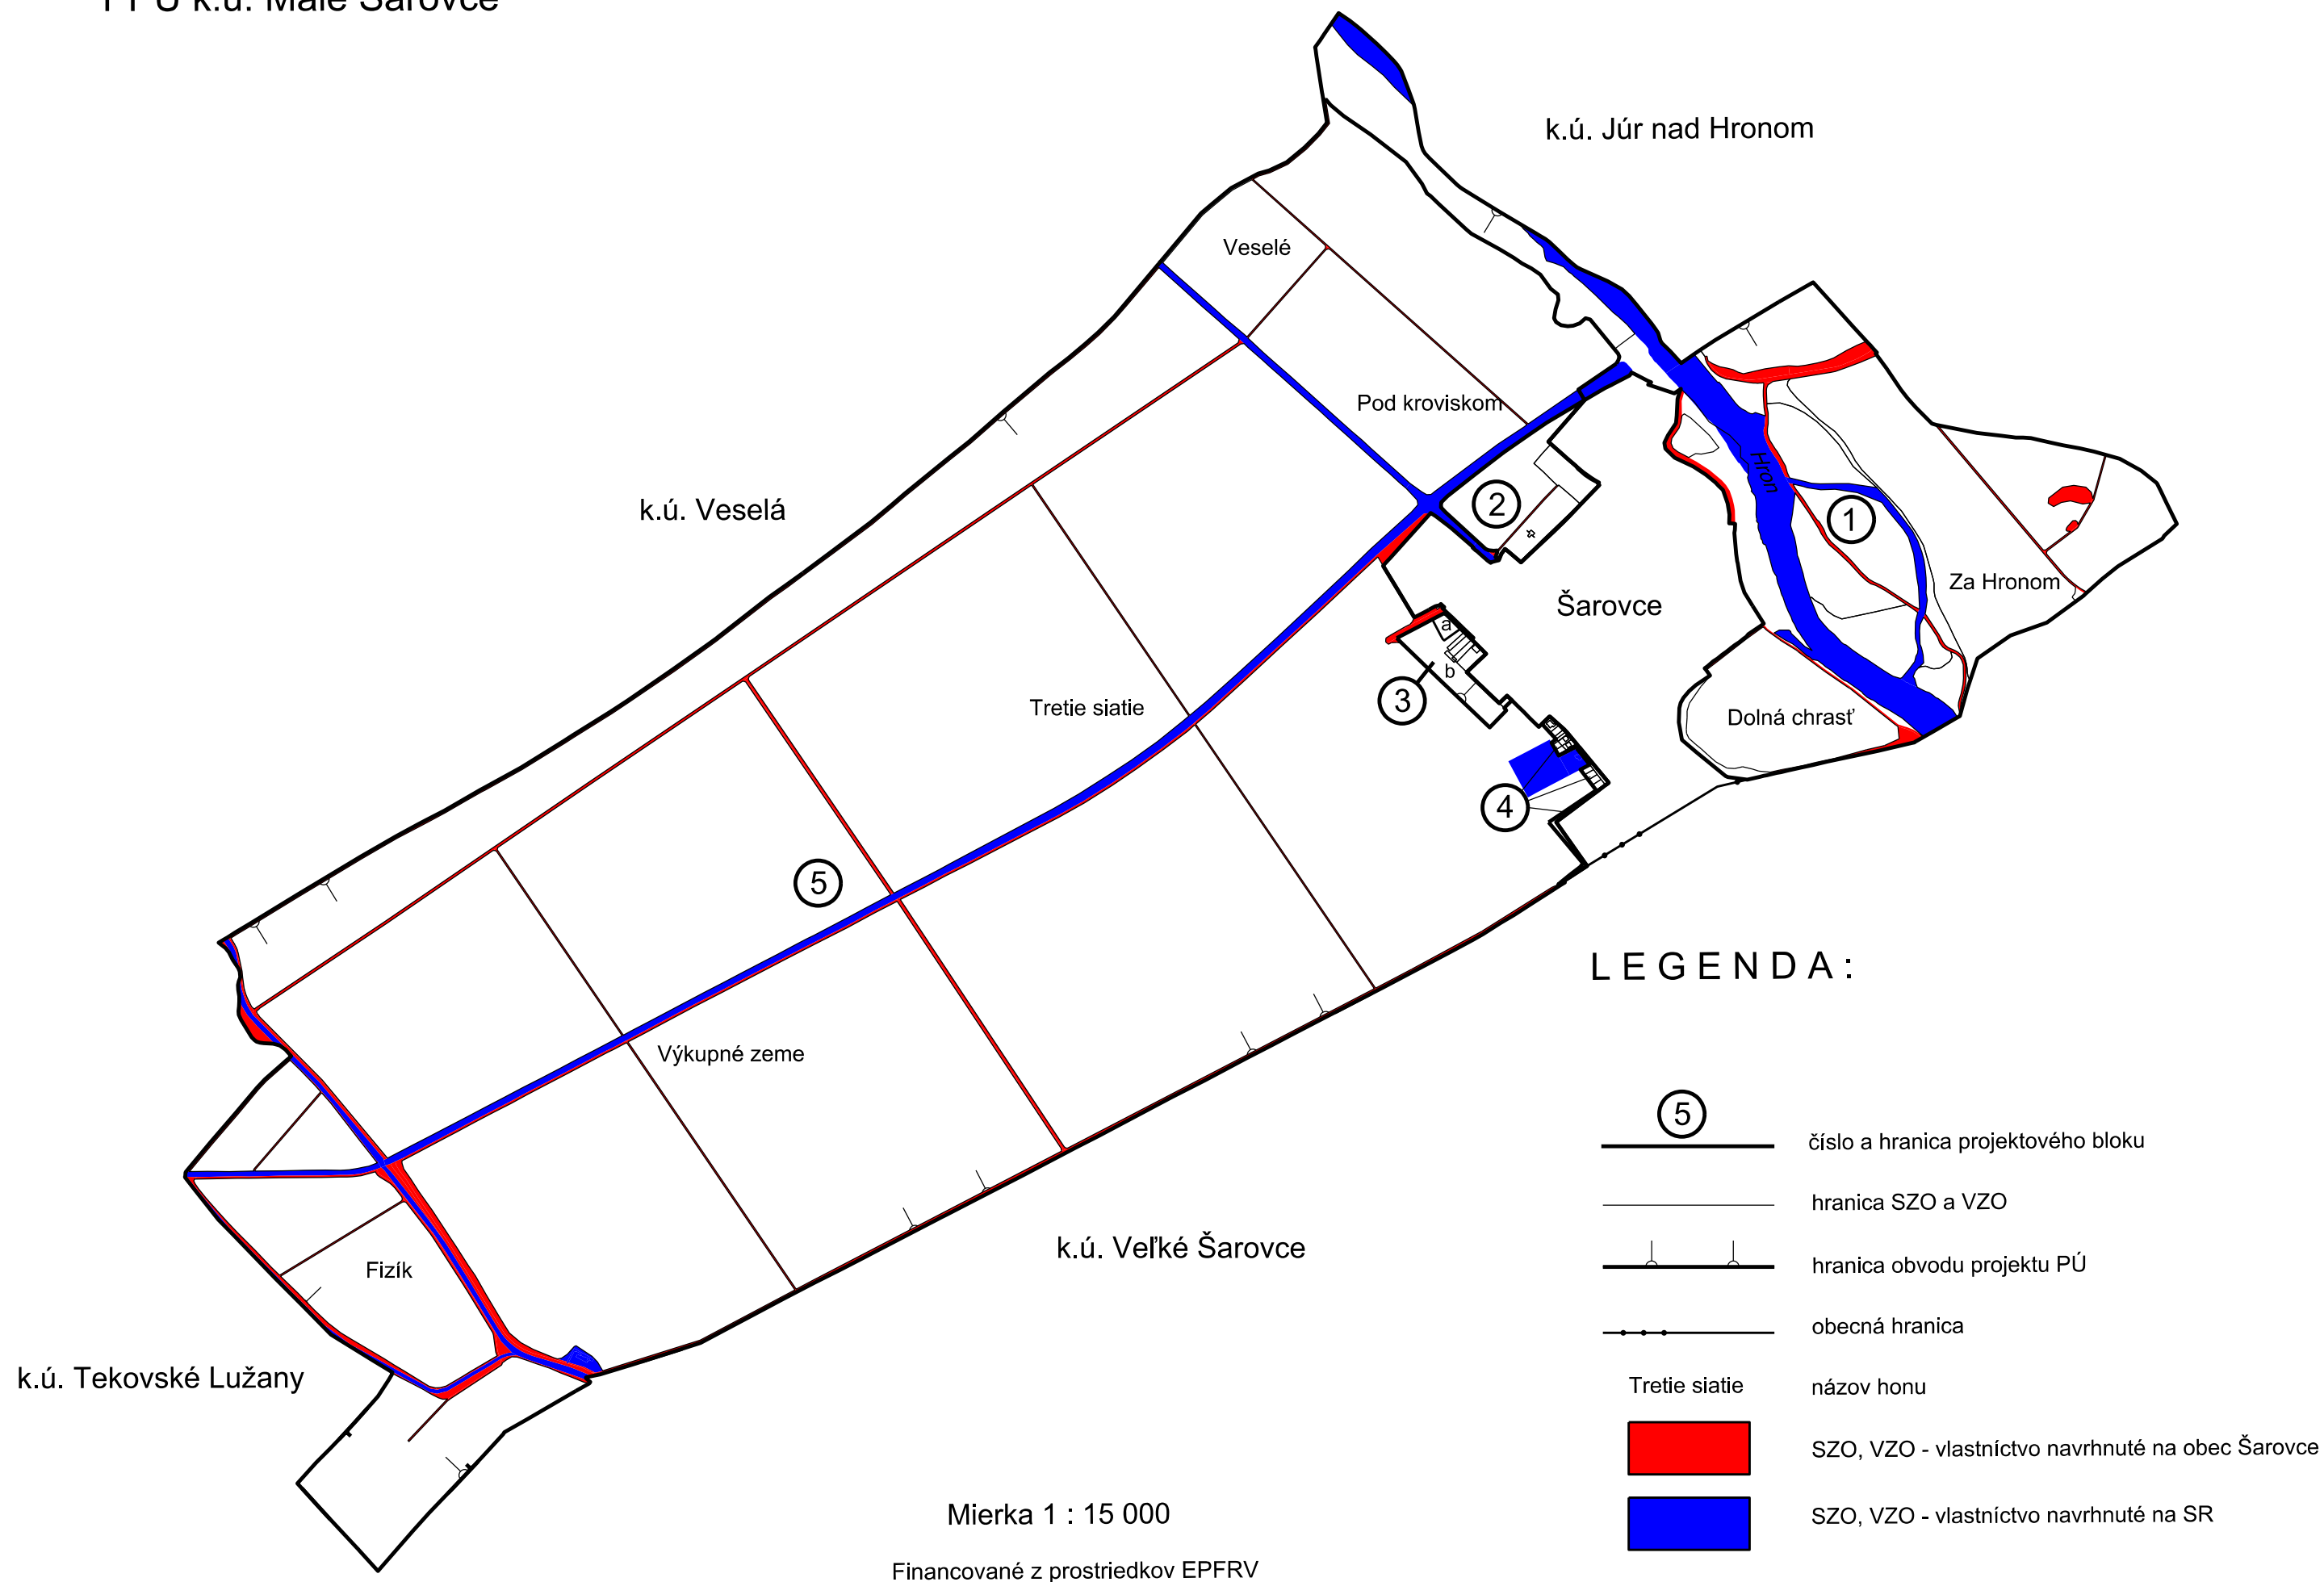 k.ú. Malé Šarovce
k.ú. Júr nad Hronom
Veselé
Pod kroviskom
k.ú. Veselá
Hron
2
1
Za Hronom
Šarovce
a
b
3
Tretie siatie
Dolná chrasť
4
5
LEGENDA:
Výkupné zeme
5
číslo a hranica projektového bloku
hranica SZO a VZO
k.ú. Veľké Šarovce
hranica obvodu projektu PÚ
Fizík
obecná hranica
k.ú. Tekovské Lužany
Tretie siatie
názov honu
SZO, VZO - vlastníctvo navrhnuté na obec Šarovce
Mierka 1 : 15 000
SZO, VZO - vlastníctvo navrhnuté na SR
Financované z prostriedkov EPFRV